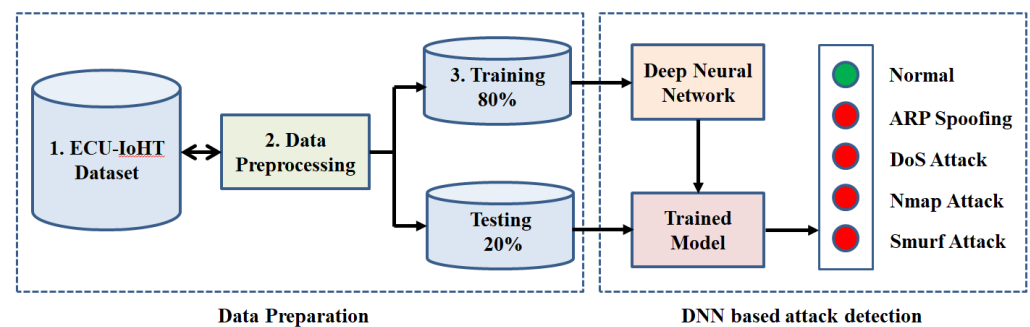 1. ECU-IoHT
Dataset
2. Data
Preprocessing
3. Training
80%
Testing
20%
Deep Neural
Network
Trained
Model
Normal
ARP Spoofing
DoS Attack
Nmap Attack
Smurf Attack
Data Preparation
DNN based attack detection